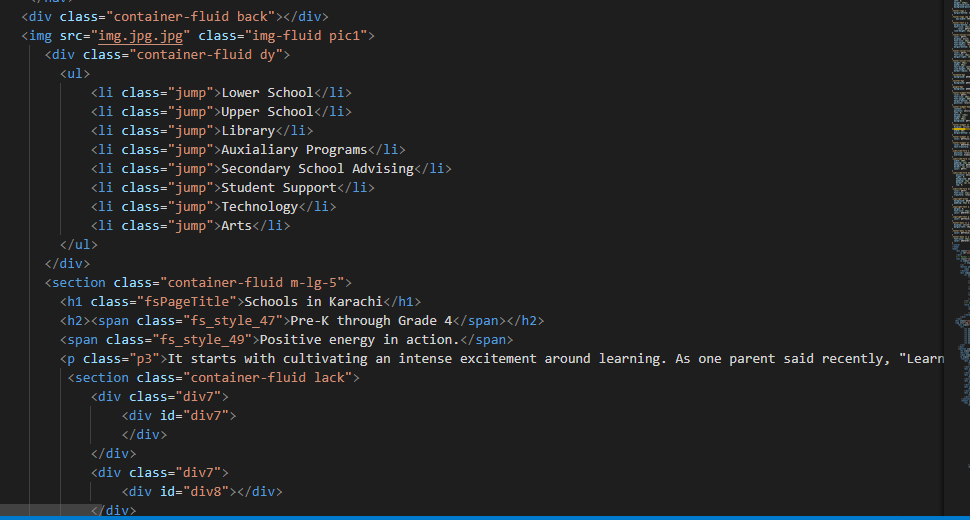 <div class="container-fluid back"></div>
<img src="img.jpg.jpg" class="img-fluid pic1">
<div class="container-fluid dy">
<ul>
<li class="jump">Lower School</li>
<li class="jump">Upper School</li>
<li class="jump">Library</li>
<li class="jump">Auxialiary Programs</li>
<li class="jump">Secondary School Advising</li>
<li class="jump">Student Support</li>
<li class="jump">Technology</li>
<li class="jump">Arts</li>
</ul>
</div>
<section class="container-fluid m-lg-5">
<h1 class="fsPageTitle">Schools in Karachi</h1>
<h2><span class="fs_style_47">Pre-K through Grade 4</span></h2>
<span class="fs_style_49">Positive energy in action.</span>
<p class="p3">It starts with cultivating an intense excitement around learning. As one parent said recently, "Learn
<section class="container-fluid lack">
<div class="div7">
<div id="div7">
</div>
</div>
<div class="div7">
<div id="div8"></div>
</div>